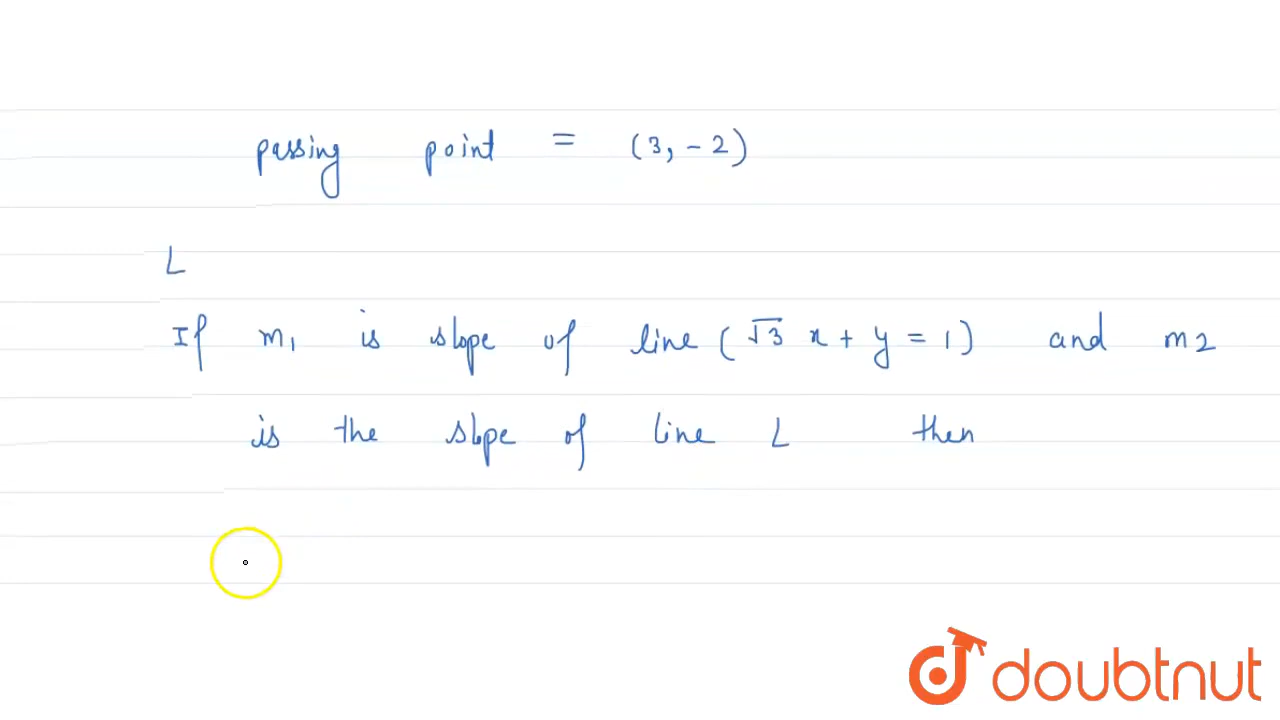 passing point = (3, -2)
L
If m₁ is slope of line (√3 x + y = 1) and m2
is the slope of line L then
doubtnut